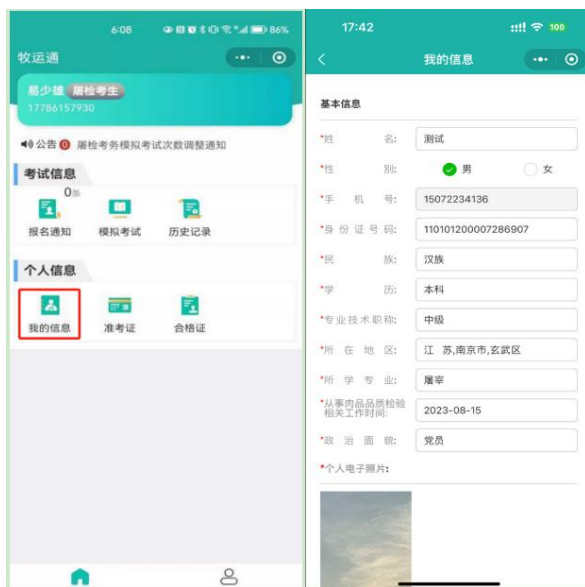 6:08
86%
牧运通
易少雄 屠检考生
17786157930
公告 0 屠检考务模拟考试次数调整通知
考试信息
0条
报名通知 模拟考试 历史记录
个人信息
我的信息 准考证 合格证
17:42
100
我的信息
基本信息
*姓 名: 测试
*性 别: 男 女
*手 机 号: 15072234136
*身 份 证 号 码: 110101200007286907
*民 族: 汉族
*学 历: 本科
*专业技术职称: 中级
*所 在 地 区: 江 苏,南京市,玄武区
*所 学 专 业: 屠宰
*从事肉品品质检验
相关工作时间: 2023-08-15
*政 治 面 貌: 党员
*个人电子照片: